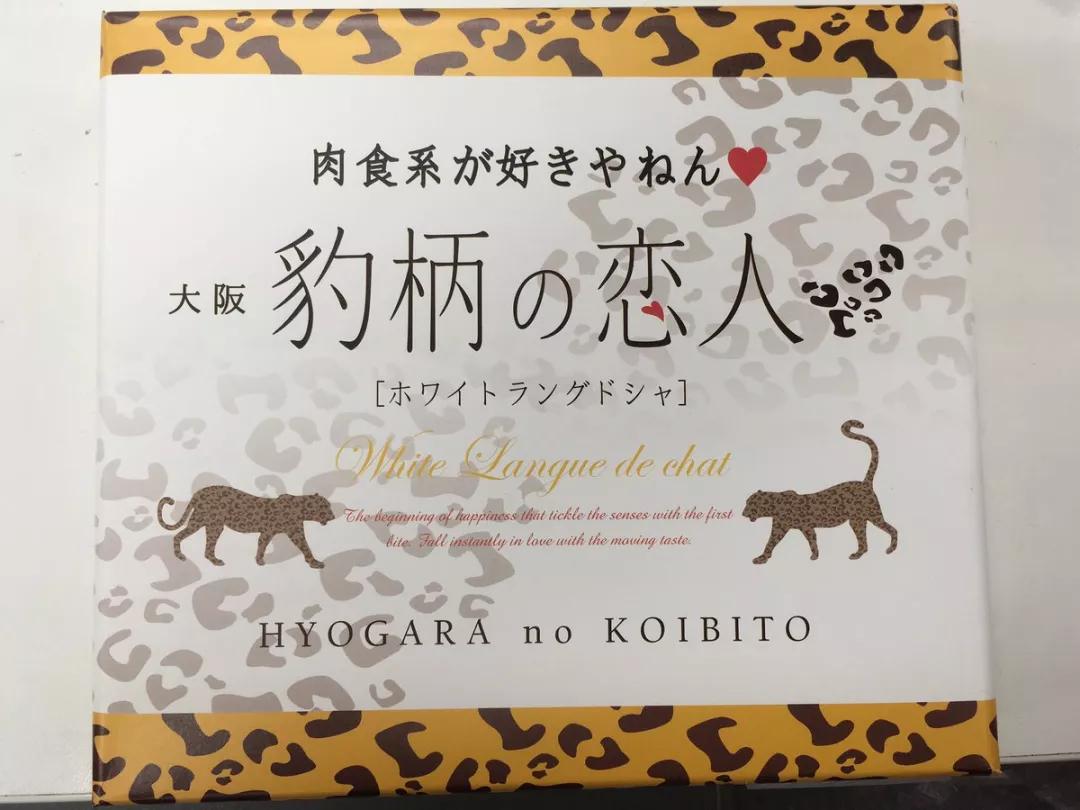 肉食系が好きやねん♥
大阪 豹柄の恋人
[ホワイトラングドシャ]
White Langue de chat
The beginning of happiness that tickle the senses with the first
bite. Fall instantly in love with the moving taste.
HYOGARA no KOIBITO